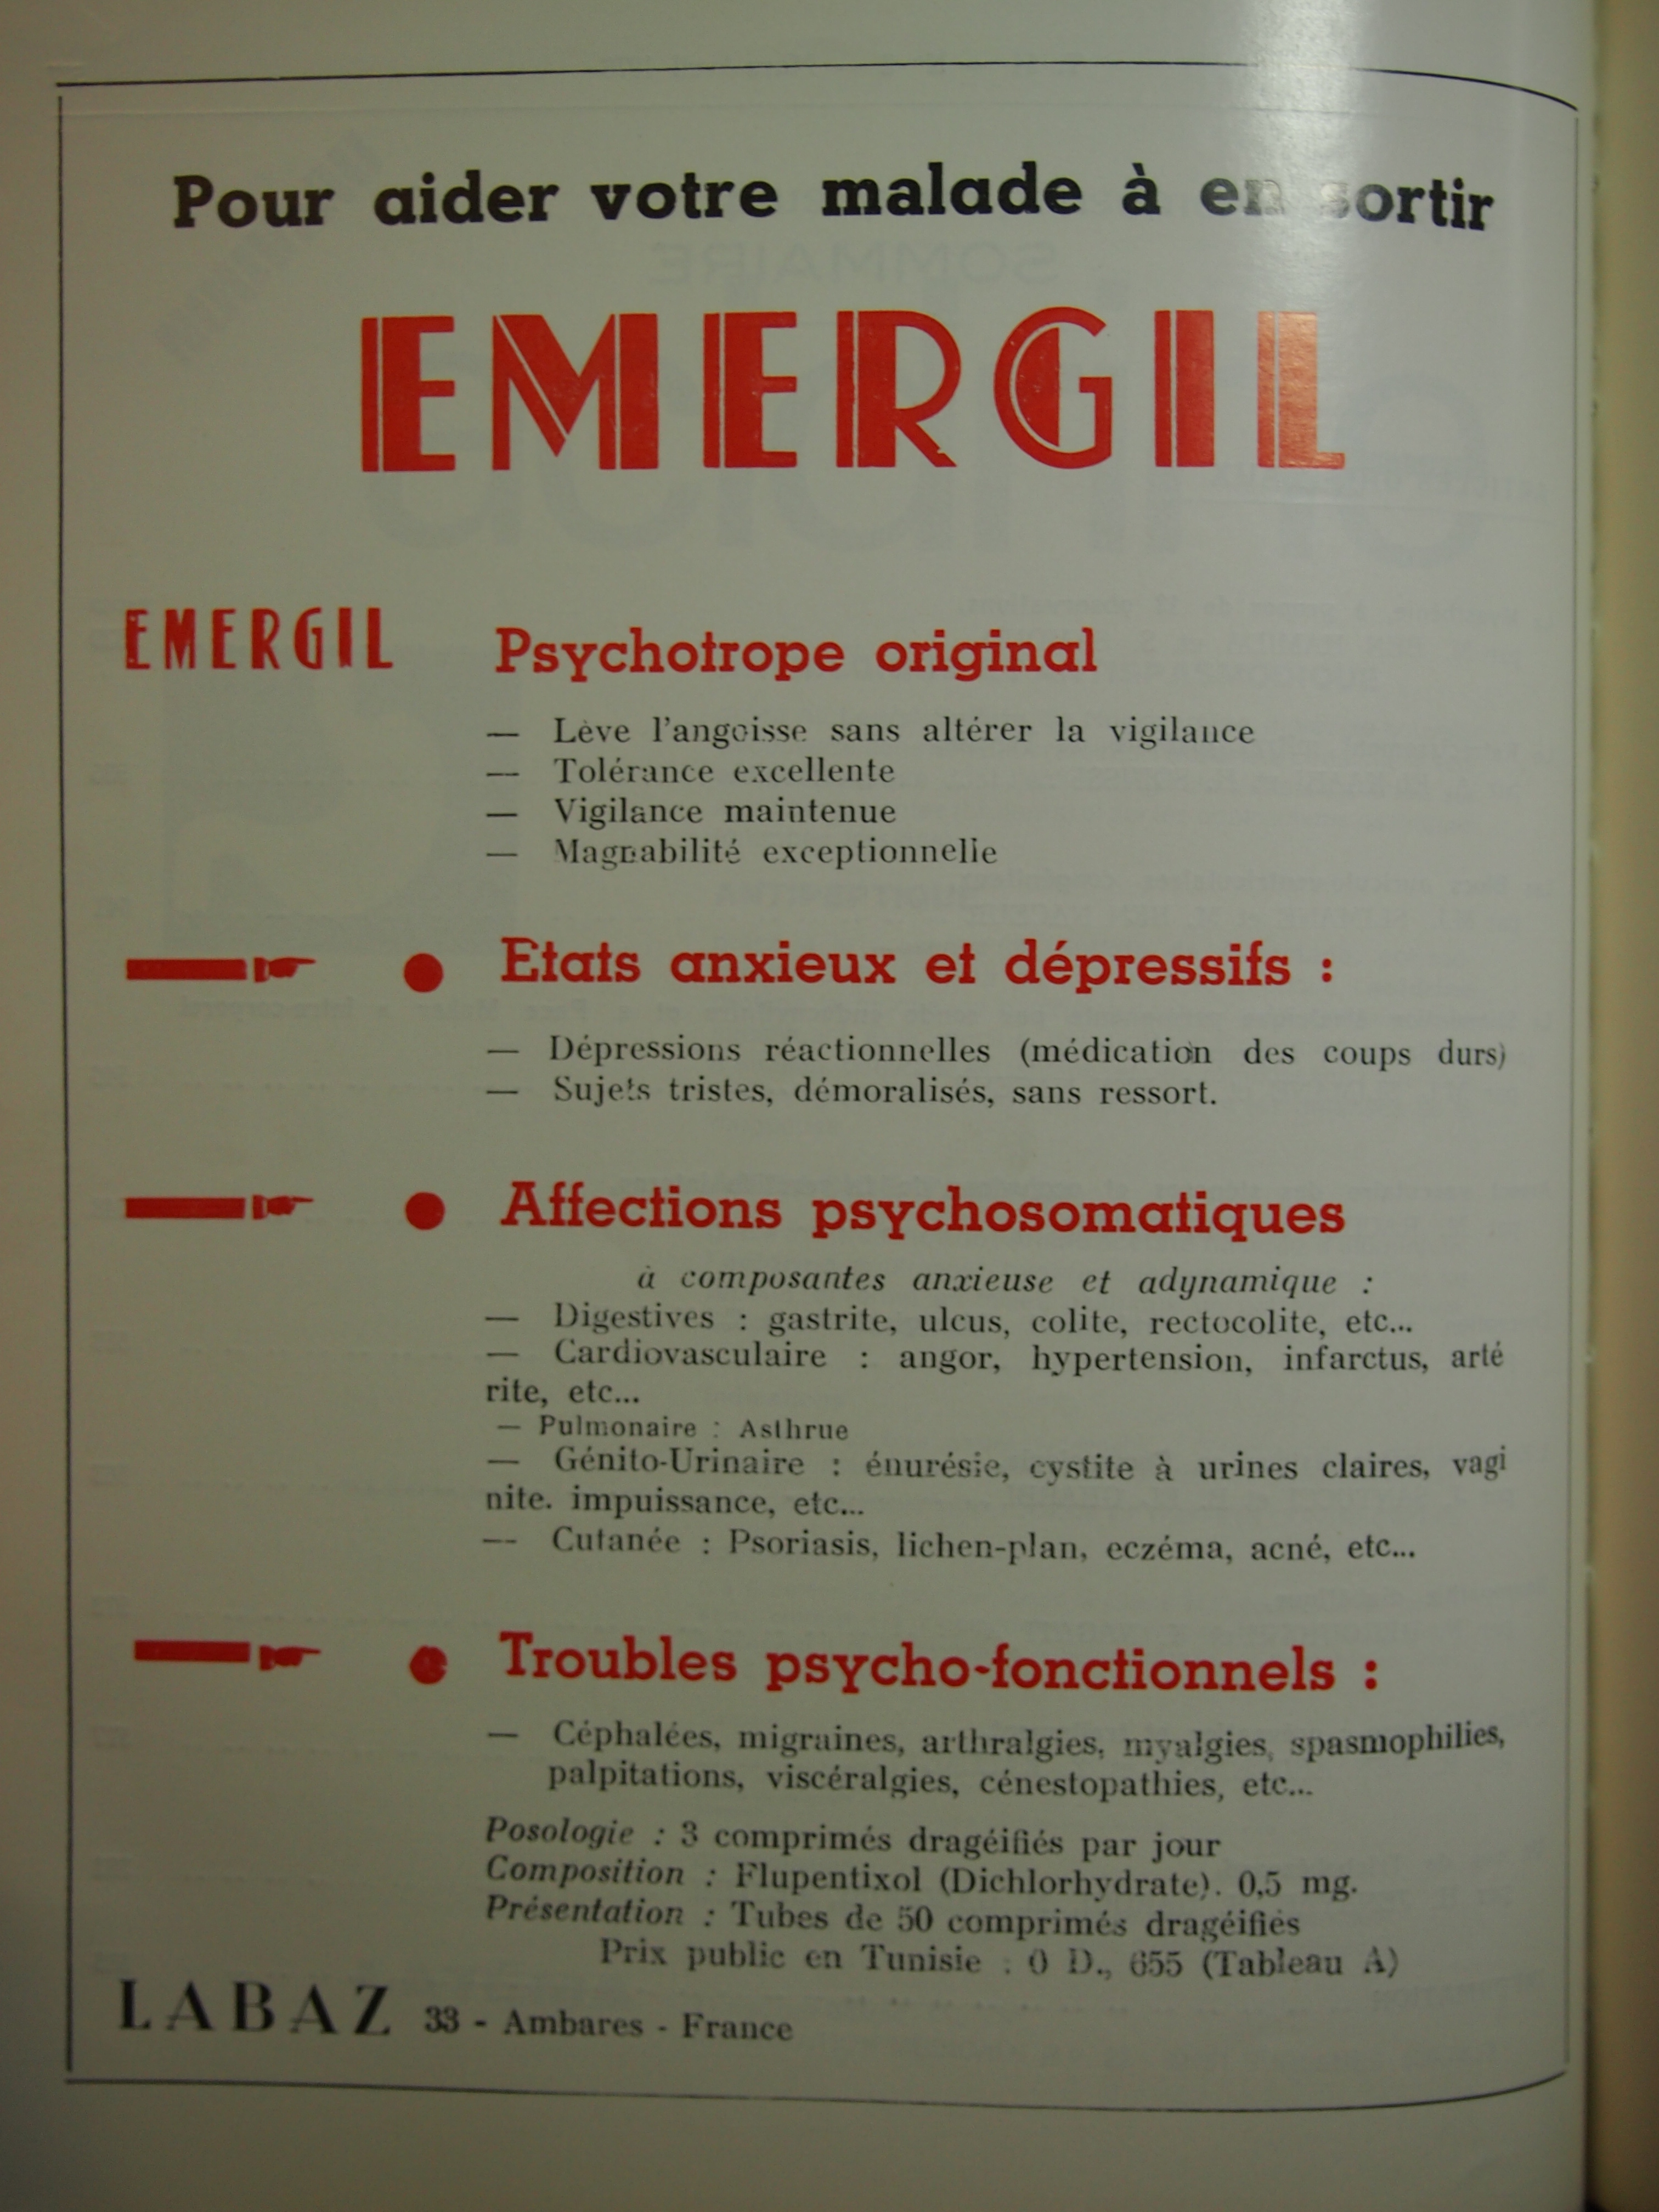 Pour aider votre malade à en sortir
EMERGIL
EMERGIL Psychotrope original
— Lève l'angoisse sans altérer la vigilance
— Tolérance excellente
— Vigilance maintenue
— Magnabilité exceptionnelle
● Etats anxieux et dépressifs :
— Dépressions réactionnelles (médication des coups durs)
— Sujets tristes, démoralisés, sans ressort.
● Affections psychosomatiques
à composantes anxieuse et adynamique :
— Digestives : gastrite, ulcus, colite, rectocolite, etc...
— Cardiovasculaire : angor, hypertension, infarctus, arté
rite, etc...
— Pulmonaire : Asthrue
— Génito-Urinaire : énurésie, cystite à urines claires, vagi
nite. impuissance, etc...
— Cutanée : Psoriasis, lichen-plan, eczéma, acné, etc...
● Troubles psycho-fonctionnels :
— Céphalées, migraines, arthralgies, myalgies, spasmophilies,
palpitations, viscéralgies, cénestopathies, etc...
Posologie : 3 comprimés dragéifiés par jour
Composition : Flupentixol (Dichlorhydrate). 0,5 mg.
Présentation : Tubes de 50 comprimés dragéifiés
Prix public en Tunisie : 0 D., 655 (Tableau A)
LABAZ 33 - Ambares - France